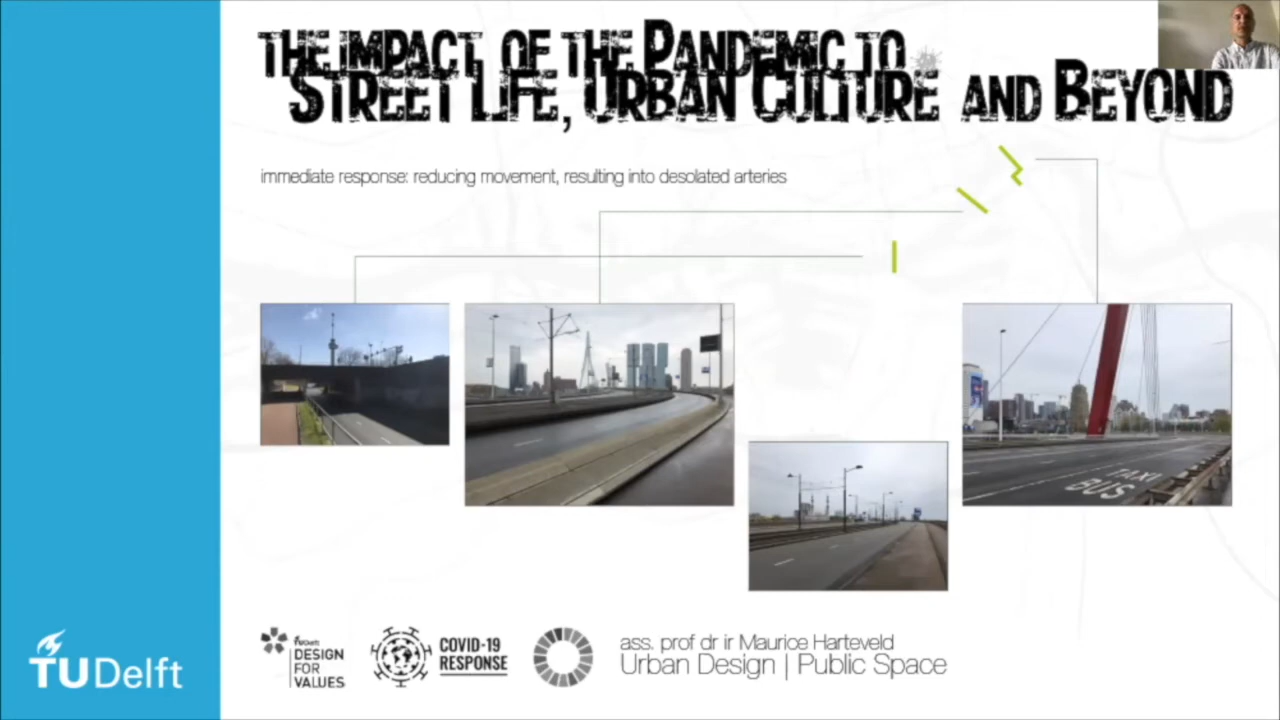 THE IMPACT OF THE PANDEMIC TO
STREET LIFE, URBAN CULTURE AND BEYOND
immediate response: reducing movement, resulting into desolated arteries
TAXI
BUS
TU Delft
TU Delft
DESIGN
FOR
VALUES
COVID-19
RESPONSE
ass. prof dr ir Maurice Harteveld
Urban Design | Public Space